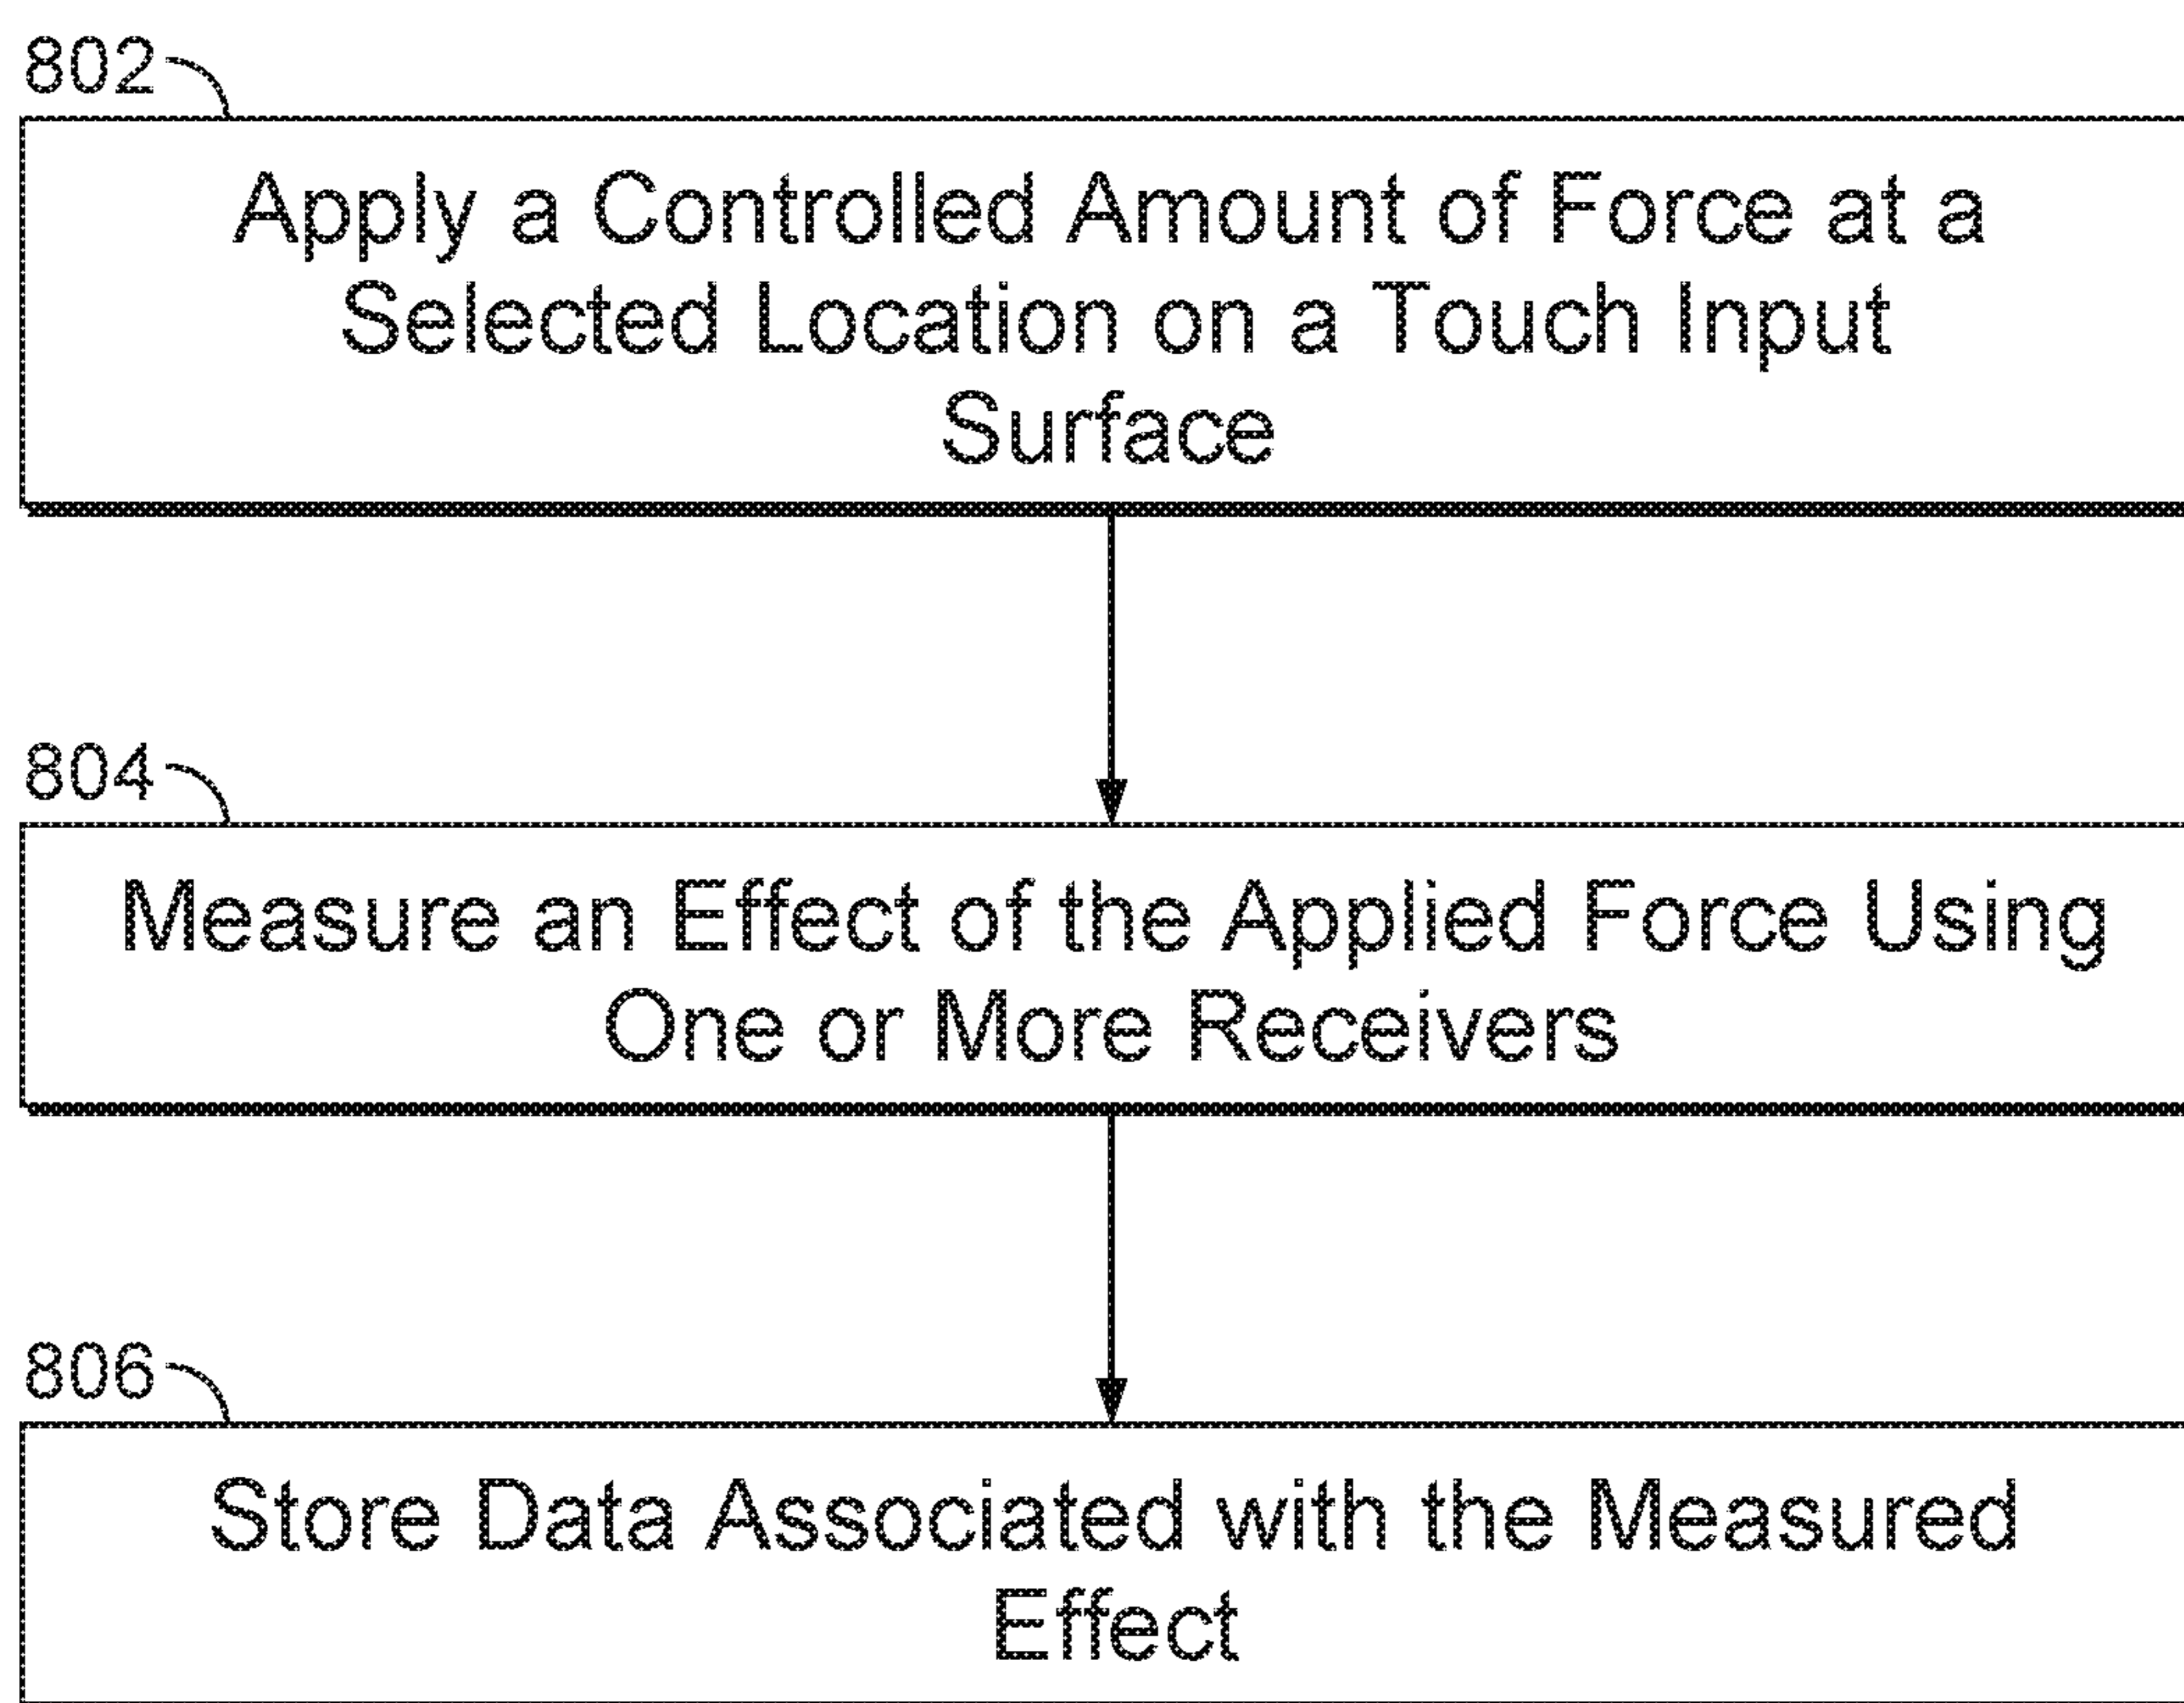 802
Apply a Controlled Amount of Force at a
Selected Location on a Touch Input
Surface
804
Measure an Effect of the Applied Force Using
One or More Receivers
806
Store Data Associated with the Measured
Effect